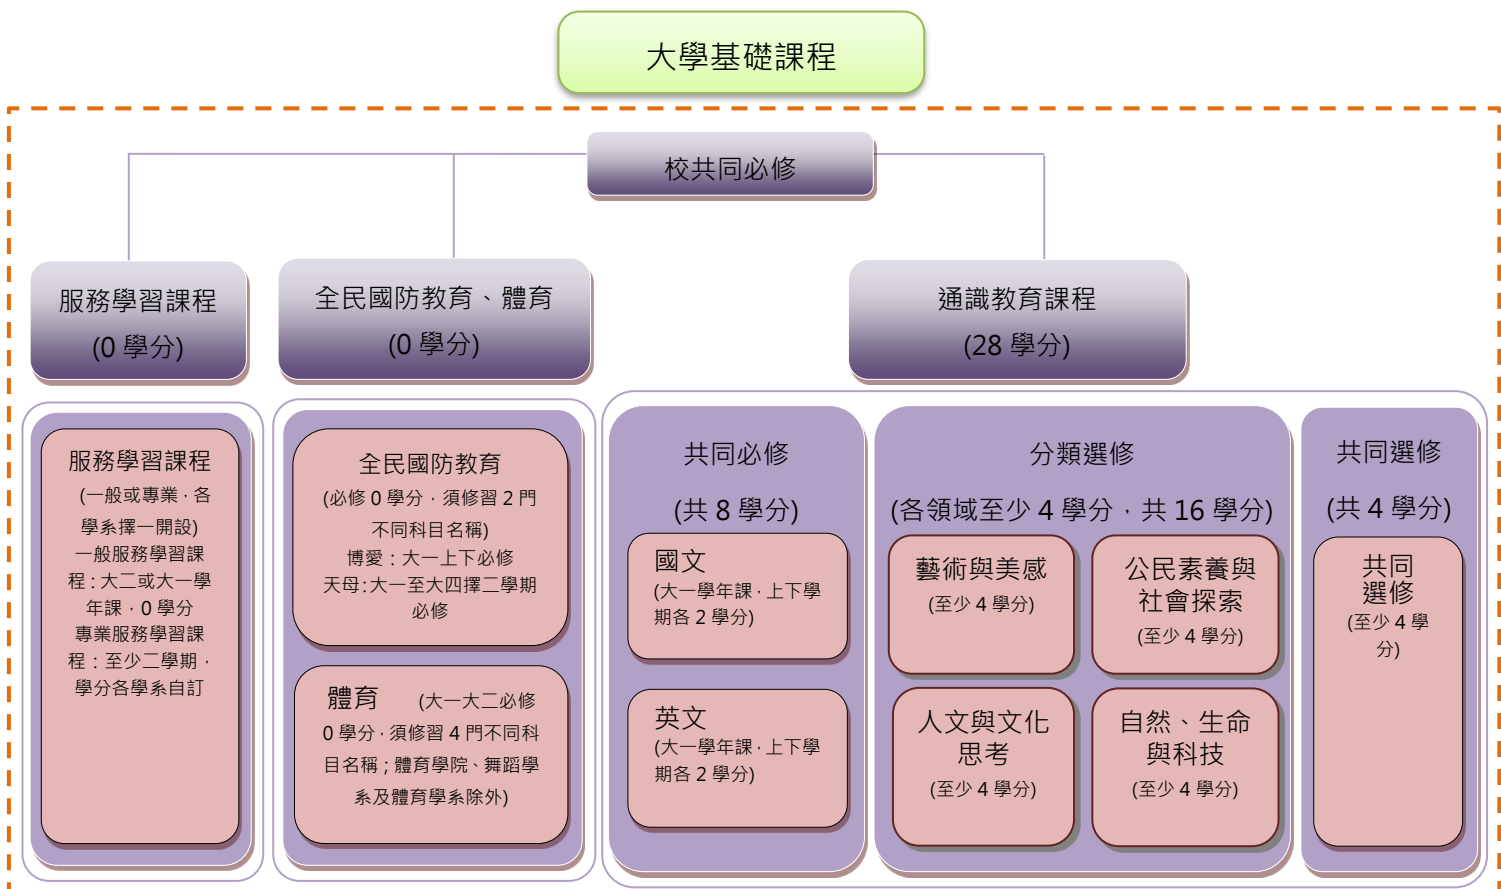 大學基礎課程
校共同必修
服務學習課程
(0 學分)
全民國防教育、體育
(0 學分)
通識教育課程
(28 學分)
服務學習課程
(一般或專業，各
學系擇一開設)
一般服務學習課
程：大二或大一學
年課，0 學分
專業服務學習課
程：至少二學期，
學分各學系自訂
全民國防教育
(必修 0 學分，須修習 2 門
不同科目名稱)
博愛：大一上下必修
天母：大一至大四擇二學期
必修
體育 (大一大二必修
0 學分，須修習 4 門不同科
目名稱；體育學院、舞蹈學
系及體育學系除外)
共同必修
(共 8 學分)
國文
(大一學年課，上下學
期各 2 學分)
英文
(大一學年課，上下學
期各 2 學分)
分類選修
(各領域至少 4 學分，共 16 學分)
藝術與美感
(至少 4 學分)
公民素養與
社會探索
(至少 4 學分)
人文與文化
思考
(至少 4 學分)
自然、生命
與科技
(至少 4 學分)
共同選修
(共 4 學分)
共同
選修
(至少 4 學
分)